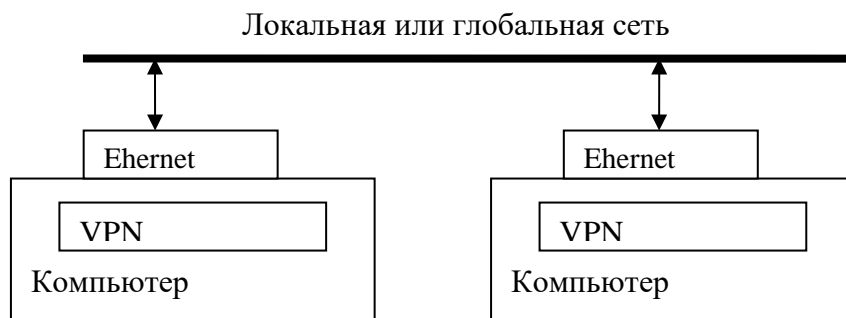 Локальная или глобальная сеть
Ehernet
Ehernet
VPN
VPN
Компьютер
Компьютер